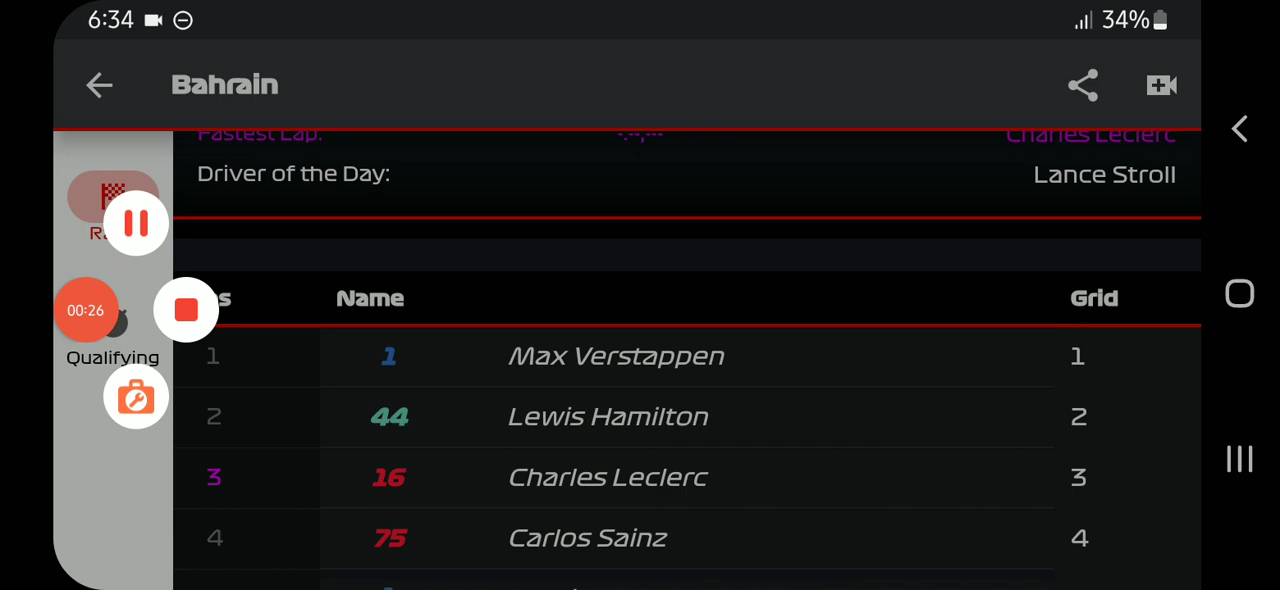 6:34 34%
Bahrain
Fastest Lap: -:--,--- Charles Leclerc
Driver of the Day: Lance Stroll
Name Grid
1 1 Max Verstappen 1
2 44 Lewis Hamilton 2
3 16 Charles Leclerc 3
4 75 Carlos Sainz 4
00:26
Qualifying